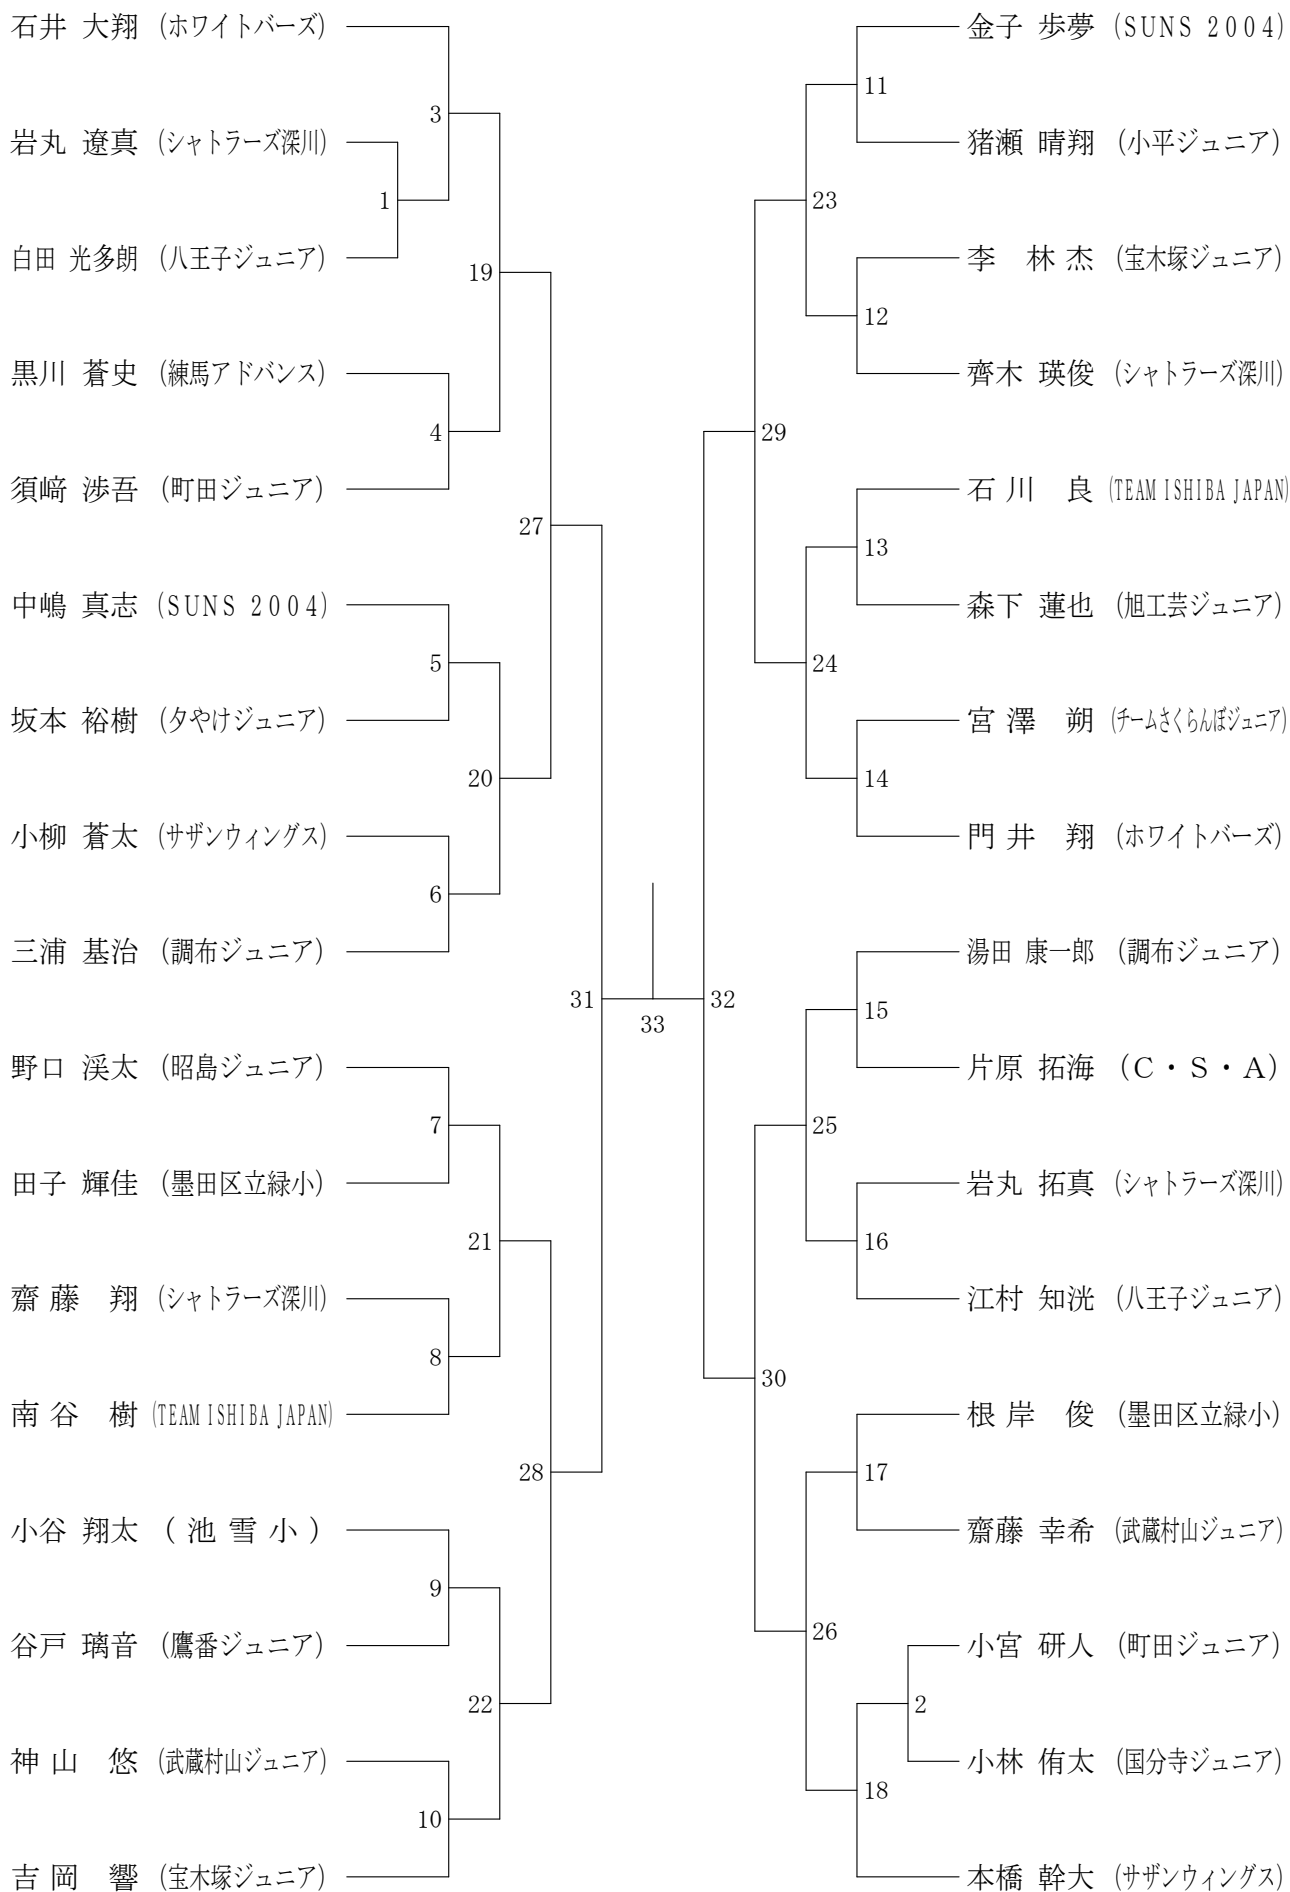 石井 大翔 (ホワイトバーズ)
3
岩丸 遼真 (シャトラーズ深川)
1
白田 光多朗 (八王子ジュニア)
19
黒川 蒼史 (練馬アドバンス)
4
須﨑 渉吾 (町田ジュニア)
27
中嶋 真志 (SUNS 2004)
5
坂本 裕樹 (夕やけジュニア)
20
小柳 蒼太 (サザンウィングス)
6
三浦 基治 (調布ジュニア)
31
野口 渓太 (昭島ジュニア)
7
田子 輝佳 (墨田区立緑小)
21
齋藤 翔 (シャトラーズ深川)
8
南谷 樹 (TEAM ISHIBA JAPAN)
28
小谷 翔太 (池雪小)
9
谷戸 璃音 (鷹番ジュニア)
22
神山 悠 (武蔵村山ジュニア)
10
吉岡 響 (宝木塚ジュニア)
33
金子 歩夢 (SUNS 2004)
11
猪瀬 晴翔 (小平ジュニア)
23
李 林杰 (宝木塚ジュニア)
12
齊木 瑛俊 (シャトラーズ深川)
29
石川 良 (TEAM ISHIBA JAPAN)
13
森下 蓮也 (旭工芸ジュニア)
24
宮澤 朔 (チームさくらんぼジュニア)
14
門井 翔 (ホワイトバーズ)
32
湯田 康一郎 (調布ジュニア)
15
片原 拓海 (C・S・A)
25
岩丸 拓真 (シャトラーズ深川)
16
江村 知洸 (八王子ジュニア)
30
根岸 俊 (墨田区立緑小)
17
齋藤 幸希 (武蔵村山ジュニア)
26
小宮 研人 (町田ジュニア)
2
小林 侑太 (国分寺ジュニア)
18
本橋 幹大 (サザンウィングス)